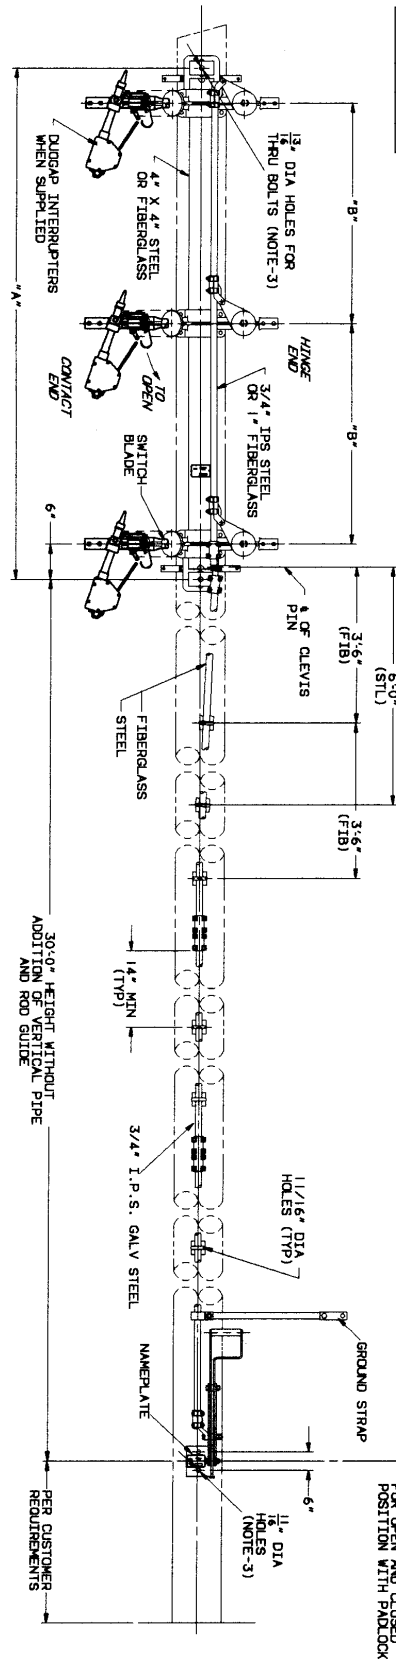 13/16" DIA HOLES FOR
THRU BOLTS (NOTE-3)
"B"
"B"
HINGE
END
4" X 4" STEEL
OR FIBERGLASS
3/4" IPS STEEL
OR 1" FIBERGLASS
DUOGAP INTERRUPTERS
WHEN SUPPLIED
"A"
TO
OPEN
CONTACT
END
SWITCH
BLADE
6"
℄ OF CLEVIS
PIN
3'6"
(FIB)
6'-0"
(STL)
3'6"
(FIB)
FIBERGLASS
STEEL
14" MIN
(TYP)
30'-0" HEIGHT WITHOUT
ADDITION OF VERTICAL PIPE
AND ROD GUIDE
3/4" I.P.S. GALV STEEL
11/16" DIA
HOLES (TYP)
GROUND STRAP
NAMEPLATE
6"
11/16" DIA
HOLES
(NOTE-3)
PER CUSTOMER
REQUIREMENTS
FOR OPEN AND CLOSED
POSITION WITH PADLOCK